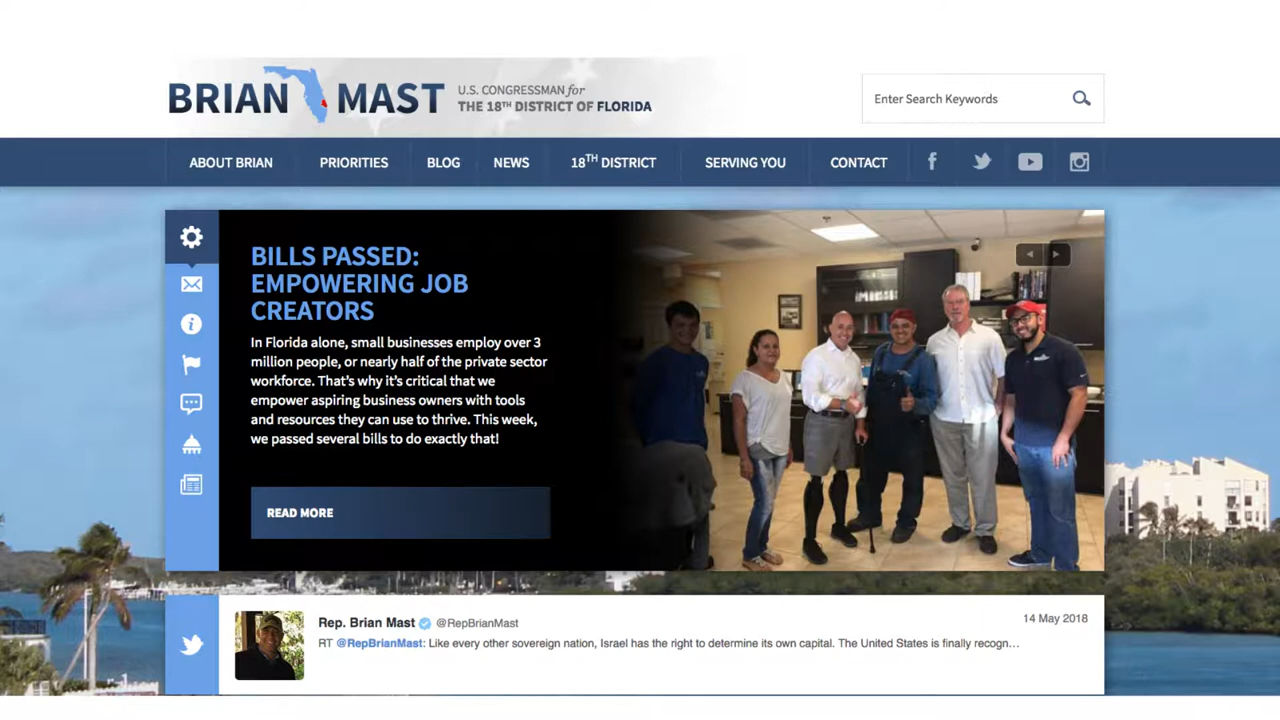 BRIAN MAST
U.S. CONGRESSMAN for
THE 18TH DISTRICT OF FLORIDA
Enter Search Keywords
ABOUT BRIAN
PRIORITIES
BLOG
NEWS
18TH DISTRICT
SERVING YOU
CONTACT
BILLS PASSED:
EMPOWERING JOB
CREATORS
In Florida alone, small businesses employ over 3
million people, or nearly half of the private sector
workforce. That's why it's critical that we
empower aspiring business owners with tools
and resources they can use to thrive. This week,
we passed several bills to do exactly that!
READ MORE
Rep. Brian Mast @RepBrianMast
14 May 2018
RT @RepBrianMast: Like every other sovereign nation, Israel has the right to determine its own capital. The United States is finally recogn…